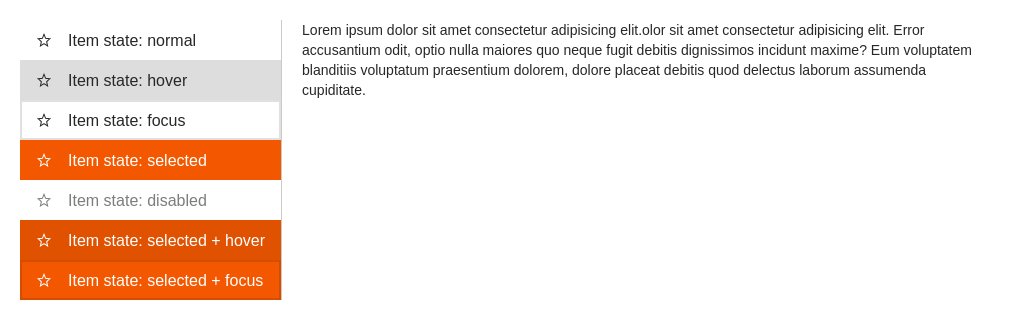 Item state: normal
Item state: hover
Item state: focus
Item state: selected
Item state: disabled
Item state: selected + hover
Item state: selected + focus
Lorem ipsum dolor sit amet consectetur adipisicing elit.olor sit amet consectetur adipisicing elit. Error
accusantium odit, optio nulla maiores quo neque fugit debitis dignissimos incidunt maxime? Eum voluptatem
blanditiis voluptatum praesentium dolorem, dolore placeat debitis quod delectus laborum assumenda
cupiditate.